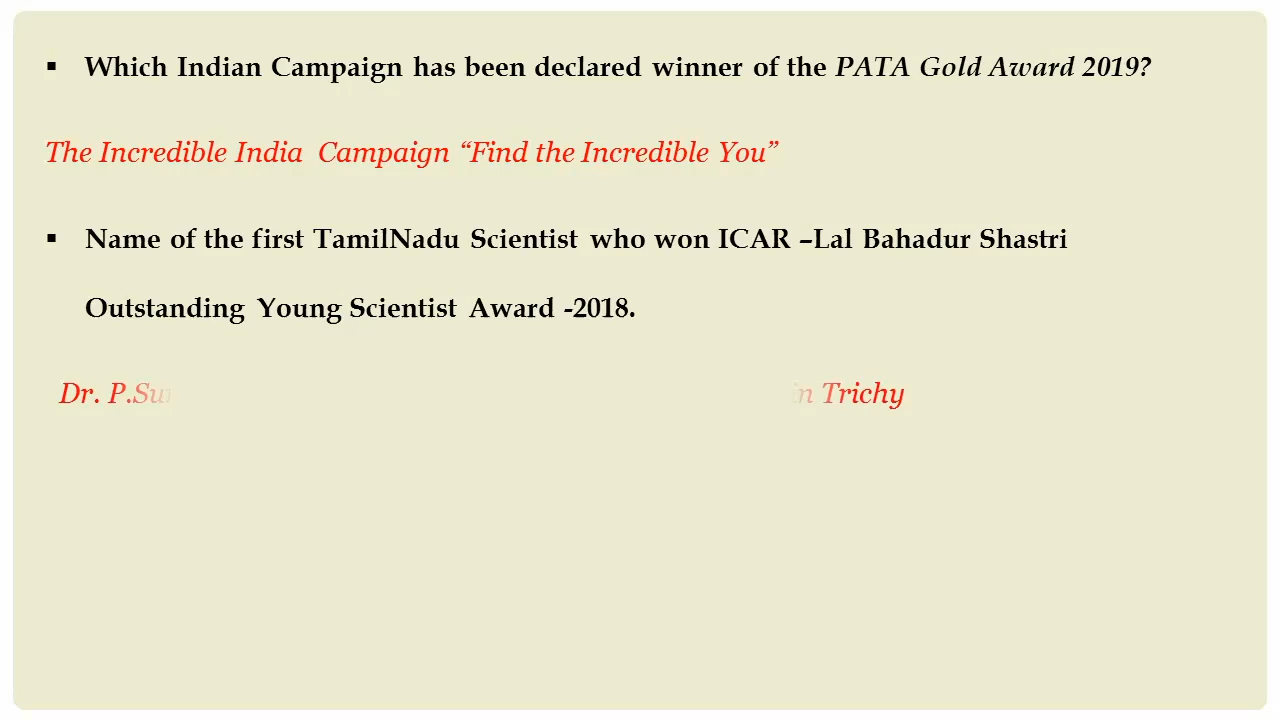 ▪ Which Indian Campaign has been declared winner of the PATA Gold Award 2019?
The Incredible India Campaign “Find the Incredible You”
▪ Name of the first TamilNadu Scientist who won ICAR –Lal Bahadur Shastri
Outstanding Young Scientist Award -2018.
Dr. in Trichy